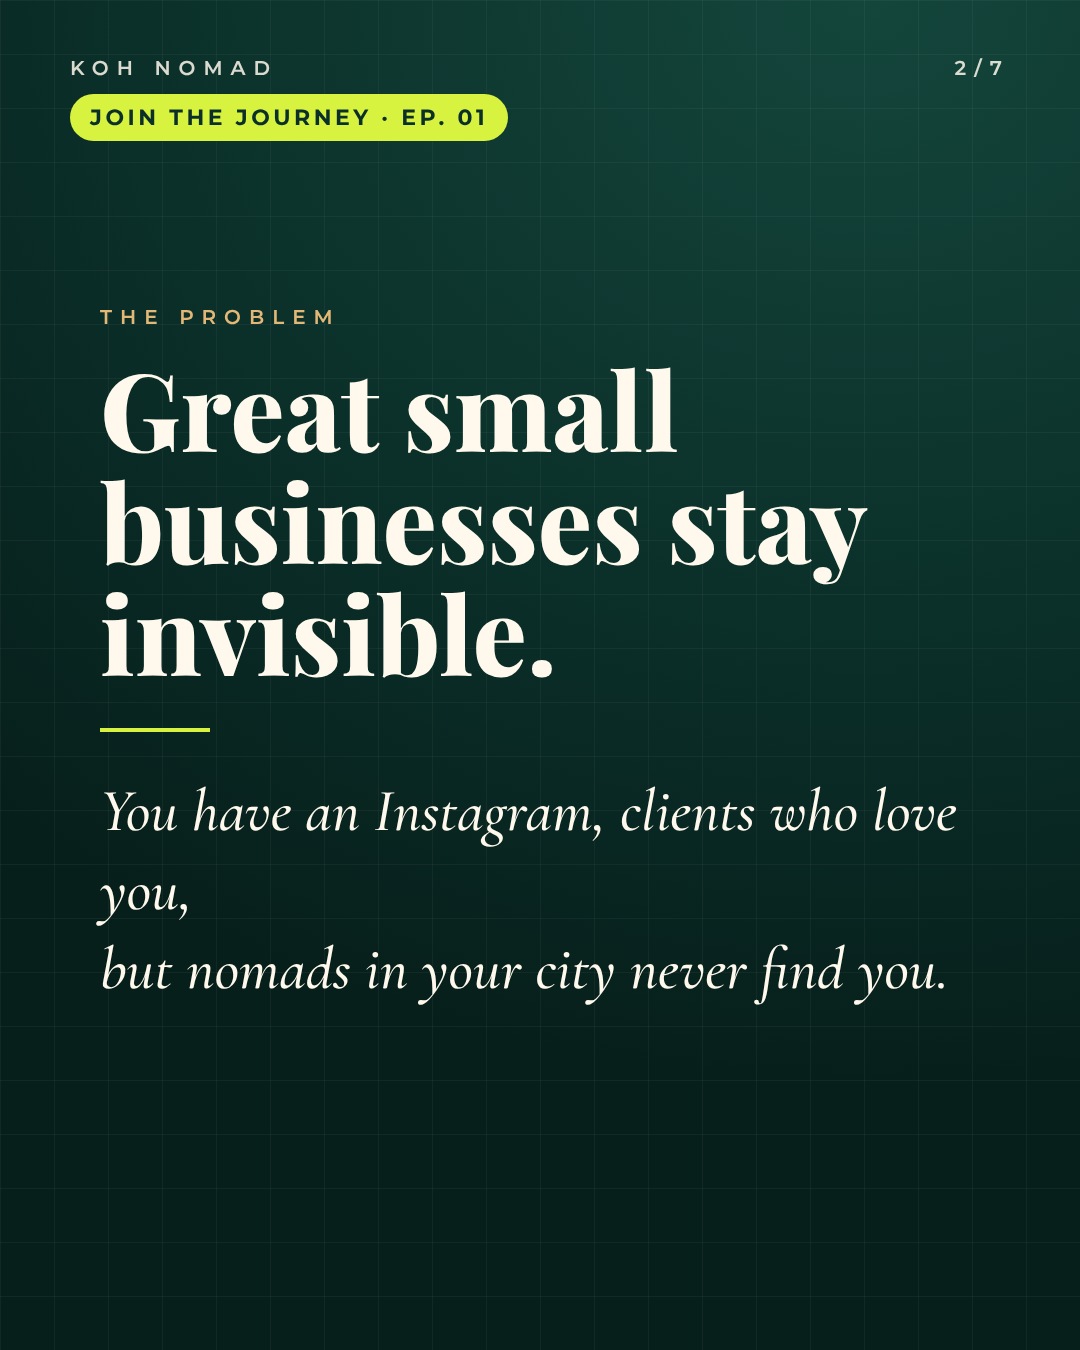 KOH NOMAD
2/7
JOIN THE JOURNEY · EP. 01
THE PROBLEM
Great small
businesses stay
invisible.
You have an Instagram, clients who love
you,
but nomads in your city never find you.